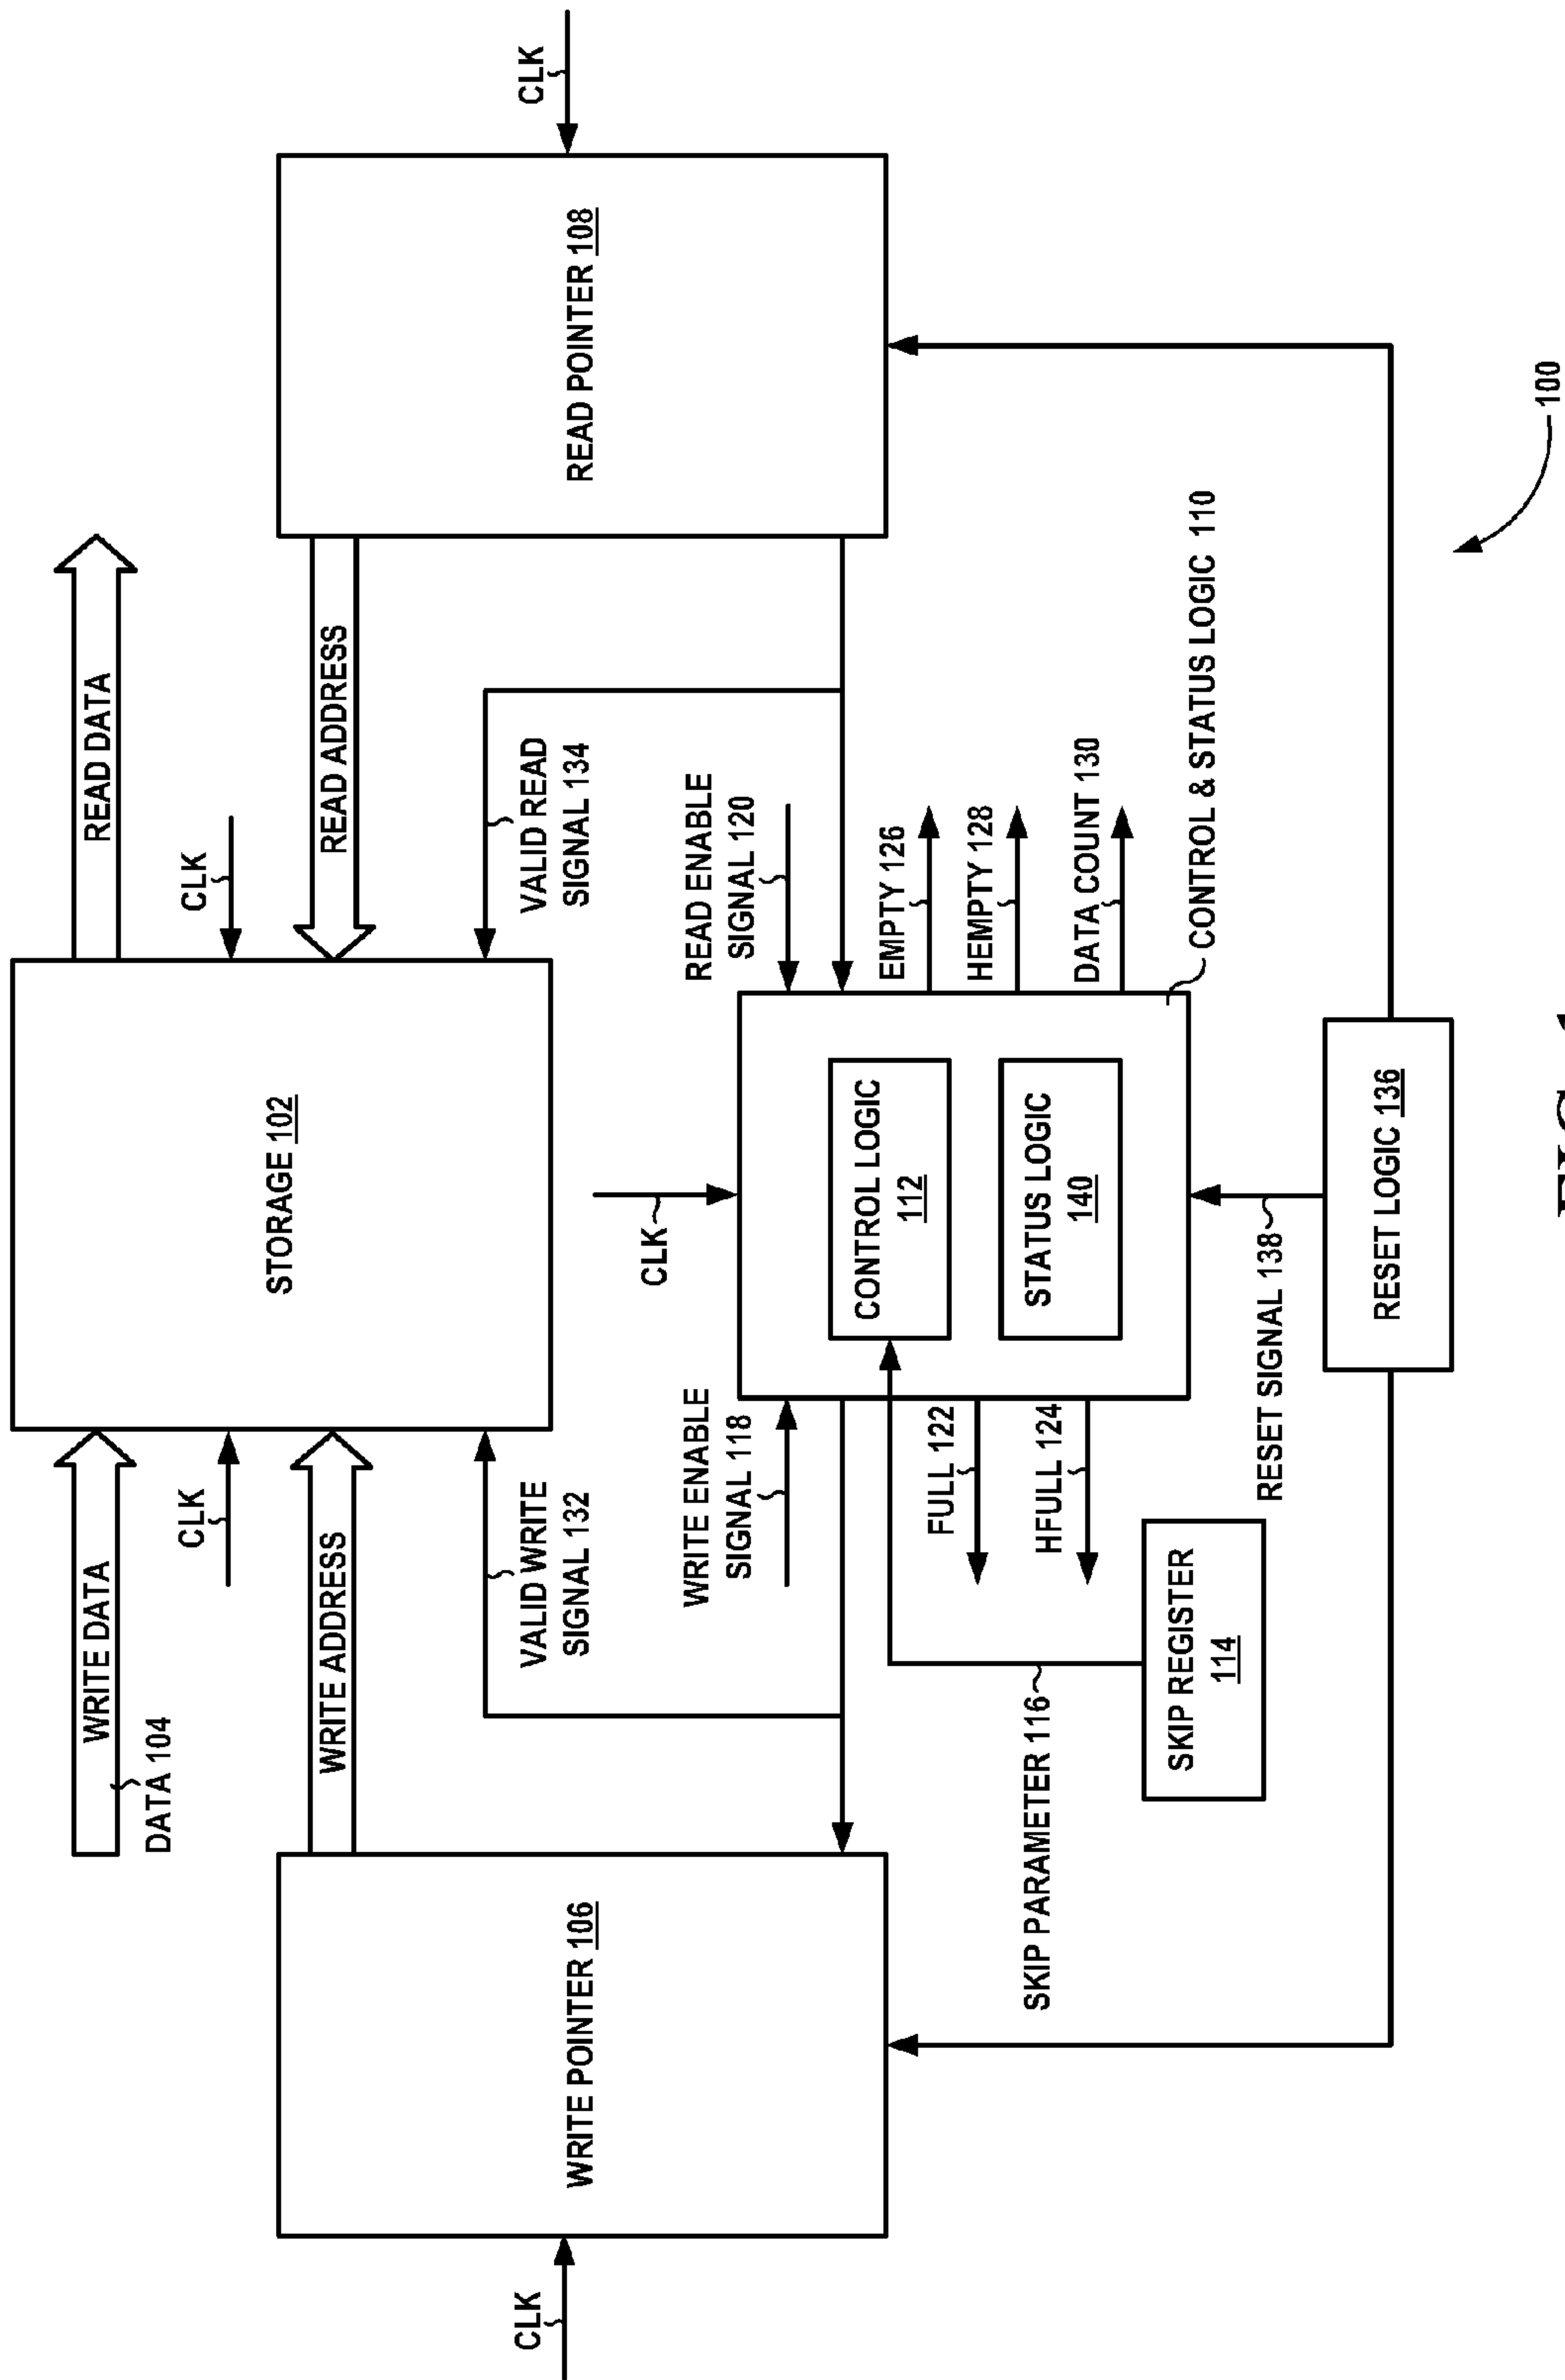 WRITE DATA
DATA 104
READ DATA
CLK
CLK
STORAGE 102
WRITE ADDRESS
READ ADDRESS
CLK
WRITE POINTER 106
READ POINTER 108
CLK
VALID WRITE
SIGNAL 132
VALID READ
SIGNAL 134
CLK
WRITE ENABLE
SIGNAL 118
READ ENABLE
SIGNAL 120
CONTROL LOGIC
112
STATUS LOGIC
140
FULL 122
HFULL 124
EMPTY 126
HEMPTY 128
DATA COUNT 130
CONTROL & STATUS LOGIC 110
SKIP PARAMETER 116
SKIP REGISTER
114
RESET SIGNAL 138
RESET LOGIC 136
100